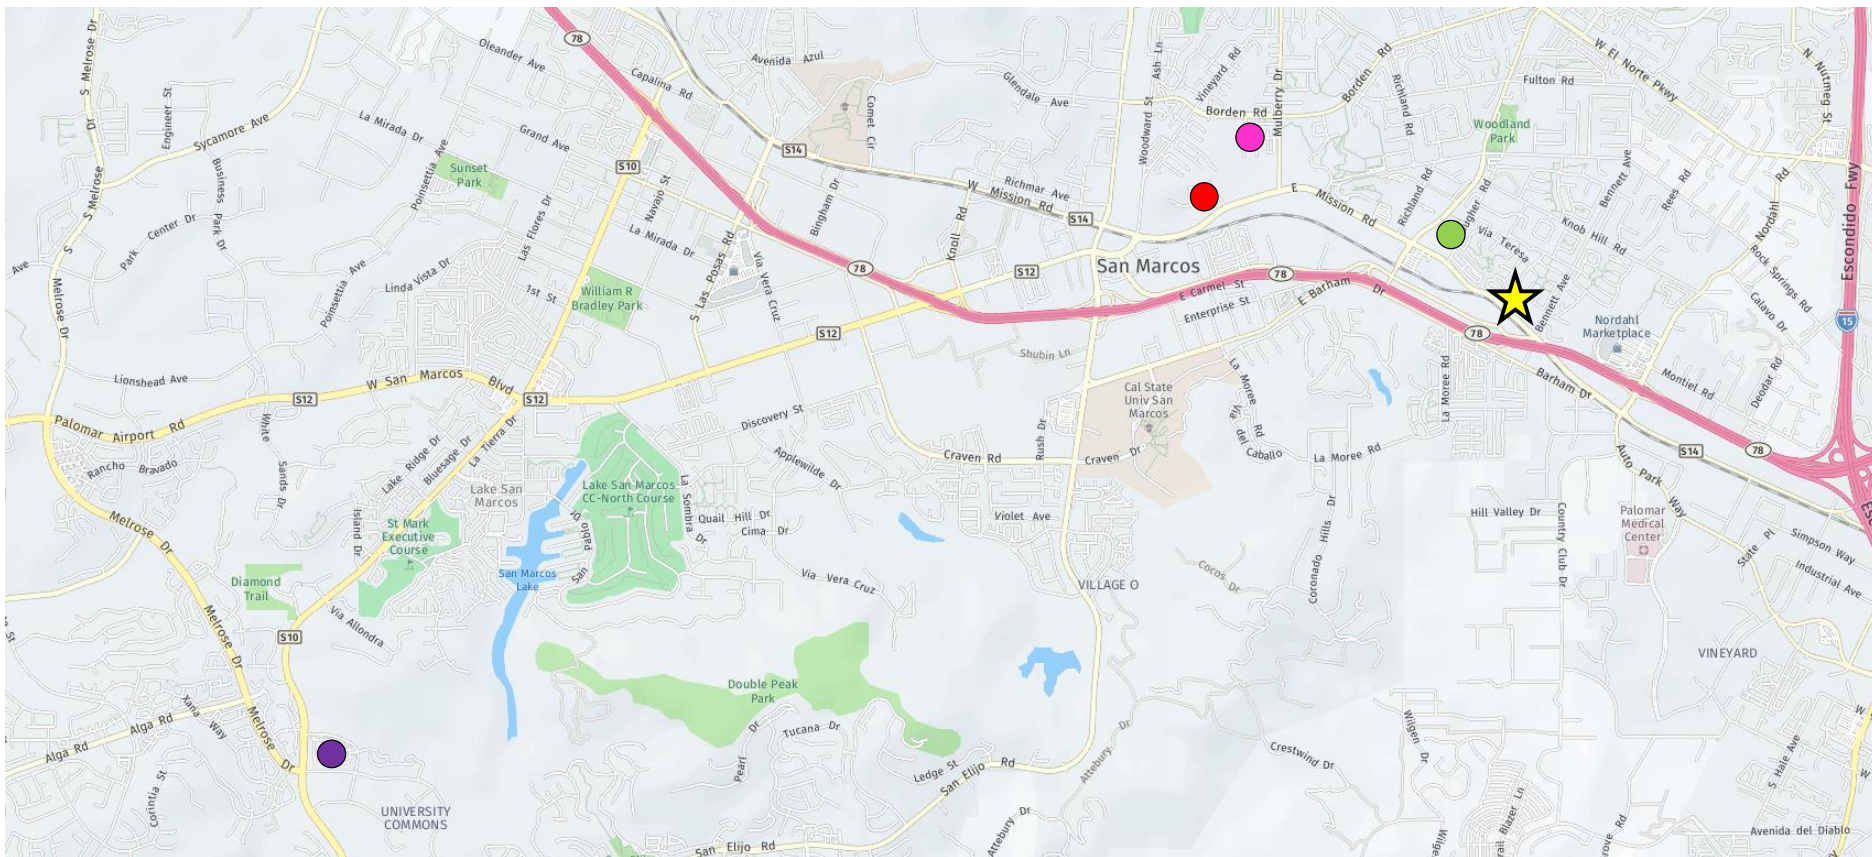 78
Oleander Ave
Capalina Rd
Avenida Azul
Glendale Ave
Ash Ln
Vineyard Rd
Mulberry Dr
Borden Rd
Borden Rd
Woodward St
Richland Rd
Fulton Rd
W El Norte Pkwy
N Nutmeg St
S Melrose Dr
Engineer St
Sycamore Ave
La Mirada Dr
Grand Ave
Comet Cir
S14
Woodland
Park
Escondido Fwy
Business Park Dr
Poinsettia Ave
Sunset
Park
S10
Navajo St
Richmar Ave
W Mission Rd
S14
E Mission Rd
Richland Rd
Bennett Ave
Rees Rd
Nordahl Rd
S Melrose
Park Center Dr
Las Flores Dr
La Mirada Dr
Bingham Dr
Knoll Rd
Via Teresa
Knob Hill Rd
Rock Springs Rd
Ave
Melrose Dr
Linda Vista Dr
Poinsettia Ave
S Las Posas Rd
Via Vera Cruz
78
S12
San Marcos
78
E Carmel St
Enterprise St
E Barham Dr
Calavo Dr
15
1st St
William R
Bradley Park
S12
Bennett Ave
Nordahl
Marketplace
78
Shubin Ln
La Moree Rd
La Moree Rd
Lionshead Ave
W San Marcos Blvd
S12
S12
Cal State
Univ San
Marcos
Barham Dr
Montiel Rd
Deodar Rd
Palomar Airport Rd
White Sands Dr
La Tierra Dr
Discovery St
Rush Dr
Via del Caballo
Rancho Bravado
Lake Ridge Dr
Bluesage Dr
Applewilde Dr
Craven Rd
Craven Dr
La Moree Rd
S14
78
Auto Park Way
Lake San
Marcos
Lake San Marcos
CC-North Course
La Sombra Dr
Melrose Dr
Island Dr
St Mark
Executive
Course
San Pablo Dr
Quail Hill Dr
Cima Dr
Violet Ave
Coronado Hills Dr
Hill Valley Dr
Country Club Dr
Palomar
Medical
Center
State Pl
Simpson Way
Industrial Ave
Diamond
Trail
San Marcos
Lake
Via Vera Cruz
VILLAGE O
Cocos Dr
Melrose Dr
Via Allondra
S10
VINEYARD
Double Peak
Park
Xana Way
Alga Rd
Alga Rd
Melrose Dr
Pearl Dr
Tucana Dr
Attebury Dr
Wilgen Dr
Crestwind Dr
S Hale Ave
Corintia St
UNIVERSITY
COMMONS
Ledge St
San Elijo Rd
Attebury Dr
San Elijo Rd
Avenida del Diablo